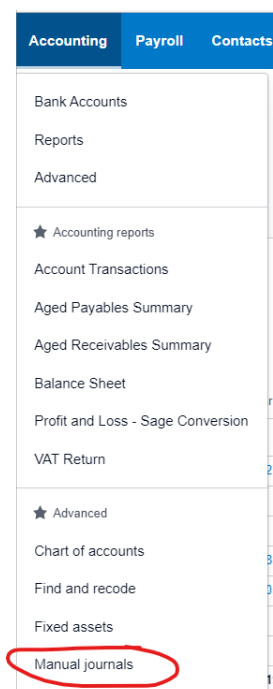 Accounting Payroll Contacts
Bank Accounts
Reports
Advanced
Accounting reports
Account Transactions
Aged Payables Summary
Aged Receivables Summary
Balance Sheet
Profit and Loss - Sage Conversion
VAT Return
Advanced
Chart of accounts
Find and recode
Fixed assets
Manual journals